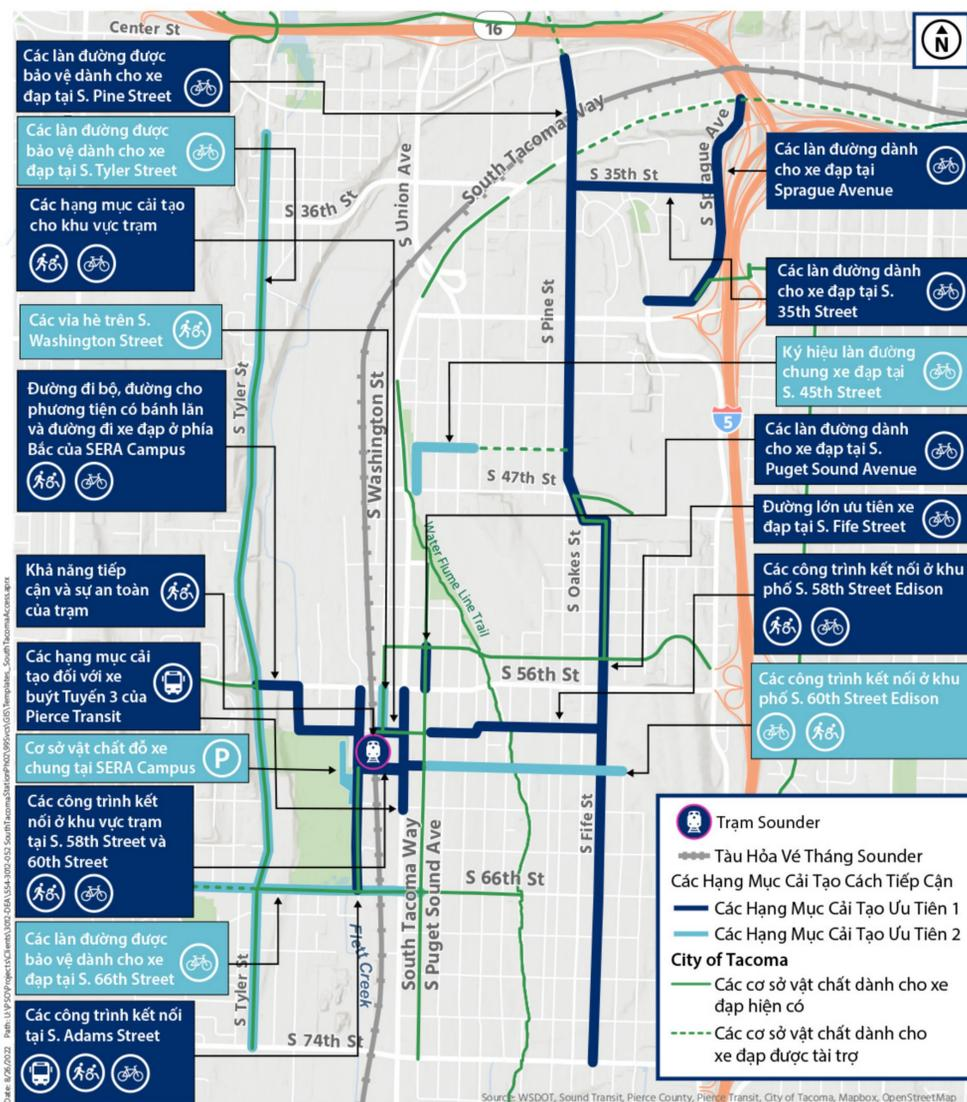 Center St
16
N
Các làn đường được
bảo vệ dành cho xe
đạp tại S. Pine Street
Các làn đường được
bảo vệ dành cho xe
đạp tại S. Tyler Street
Các hạng mục cải tạo
cho khu vực trạm
Các vỉa hè trên S.
Washington Street
Đường đi bộ, đường cho
phương tiện có bánh lăn
và đường đi xe đạp ở phía
Bắc của SERA Campus
Khả năng tiếp
cận và sự an toàn
của trạm
Các hạng mục cải
tạo đối với xe
buýt Tuyến 3 của
Pierce Transit
Cơ sở vật chất đỗ xe
chung tại SERA Campus
P
Các công trình kết
nối ở khu vực trạm
tại S. 58th Street và
60th Street
Các làn đường được
bảo vệ dành cho xe
đạp tại S. 66th Street
Các công trình kết nối
tại S. Adams Street
S 36th St
S Union Ave
South Tacoma Way
S 35th St
S Sprague Ave
S Pine St
S Tyler St
S Washington St
S 47th St
Water Flume Line Trail
S Oakes St
S 56th St
5
S Fife St
South Tacoma Way
S Puget Sound Ave
S 66th St
Flett Creek
S Tyler St
S 74th St
Các làn đường dành
cho xe đạp tại
Sprague Avenue
Các làn đường dành
cho xe đạp tại S.
35th Street
Ký hiệu làn đường
chung xe đạp tại
S. 45th Street
Các làn đường dành
cho xe đạp tại S.
Puget Sound Avenue
Đường lớn ưu tiên xe
đạp tại S. Fife Street
Các công trình kết nối ở khu
phố S. 58th Street Edison
Các công trình kết nối ở khu
phố S. 60th Street Edison
Trạm Sounder
Tàu Hỏa Vé Tháng Sounder
Các Hạng Mục Cải Tạo Cách Tiếp Cận
Các Hạng Mục Cải Tạo Ưu Tiên 1
Các Hạng Mục Cải Tạo Ưu Tiên 2
City of Tacoma
Các cơ sở vật chất dành cho xe
đạp hiện có
Các cơ sở vật chất dành cho
xe đạp được tài trợ
Source: WSDOT, Sound Transit, Pierce County, Pierce Transit, City of Tacoma, Mapbox, OpenStreetMap
Date: 8/26/2022